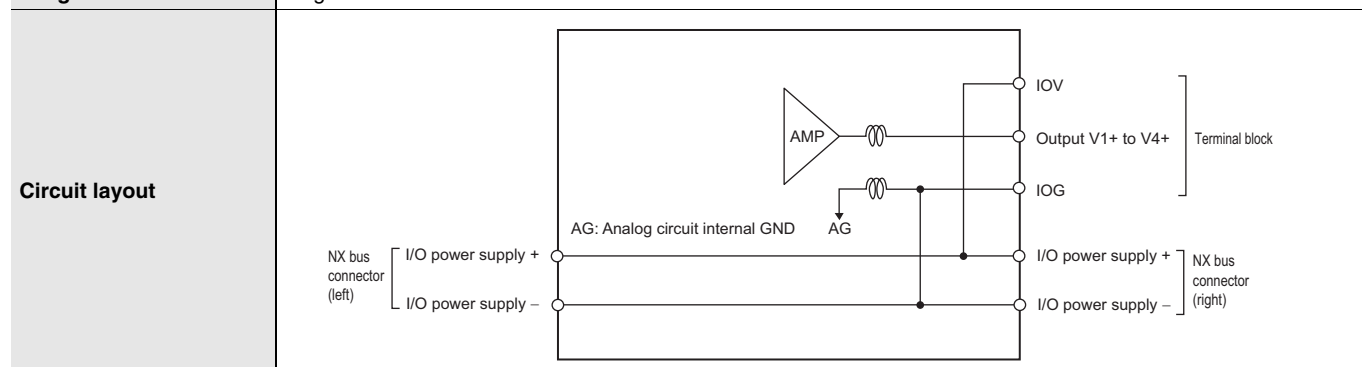 Circuit layout
IOV
AMP
Output V1+ to V4+
Terminal block
IOG
AG: Analog circuit internal GND
AG
NX bus
connector
(left)
I/O power supply +
I/O power supply –
I/O power supply +
I/O power supply –
NX bus
connector
(right)